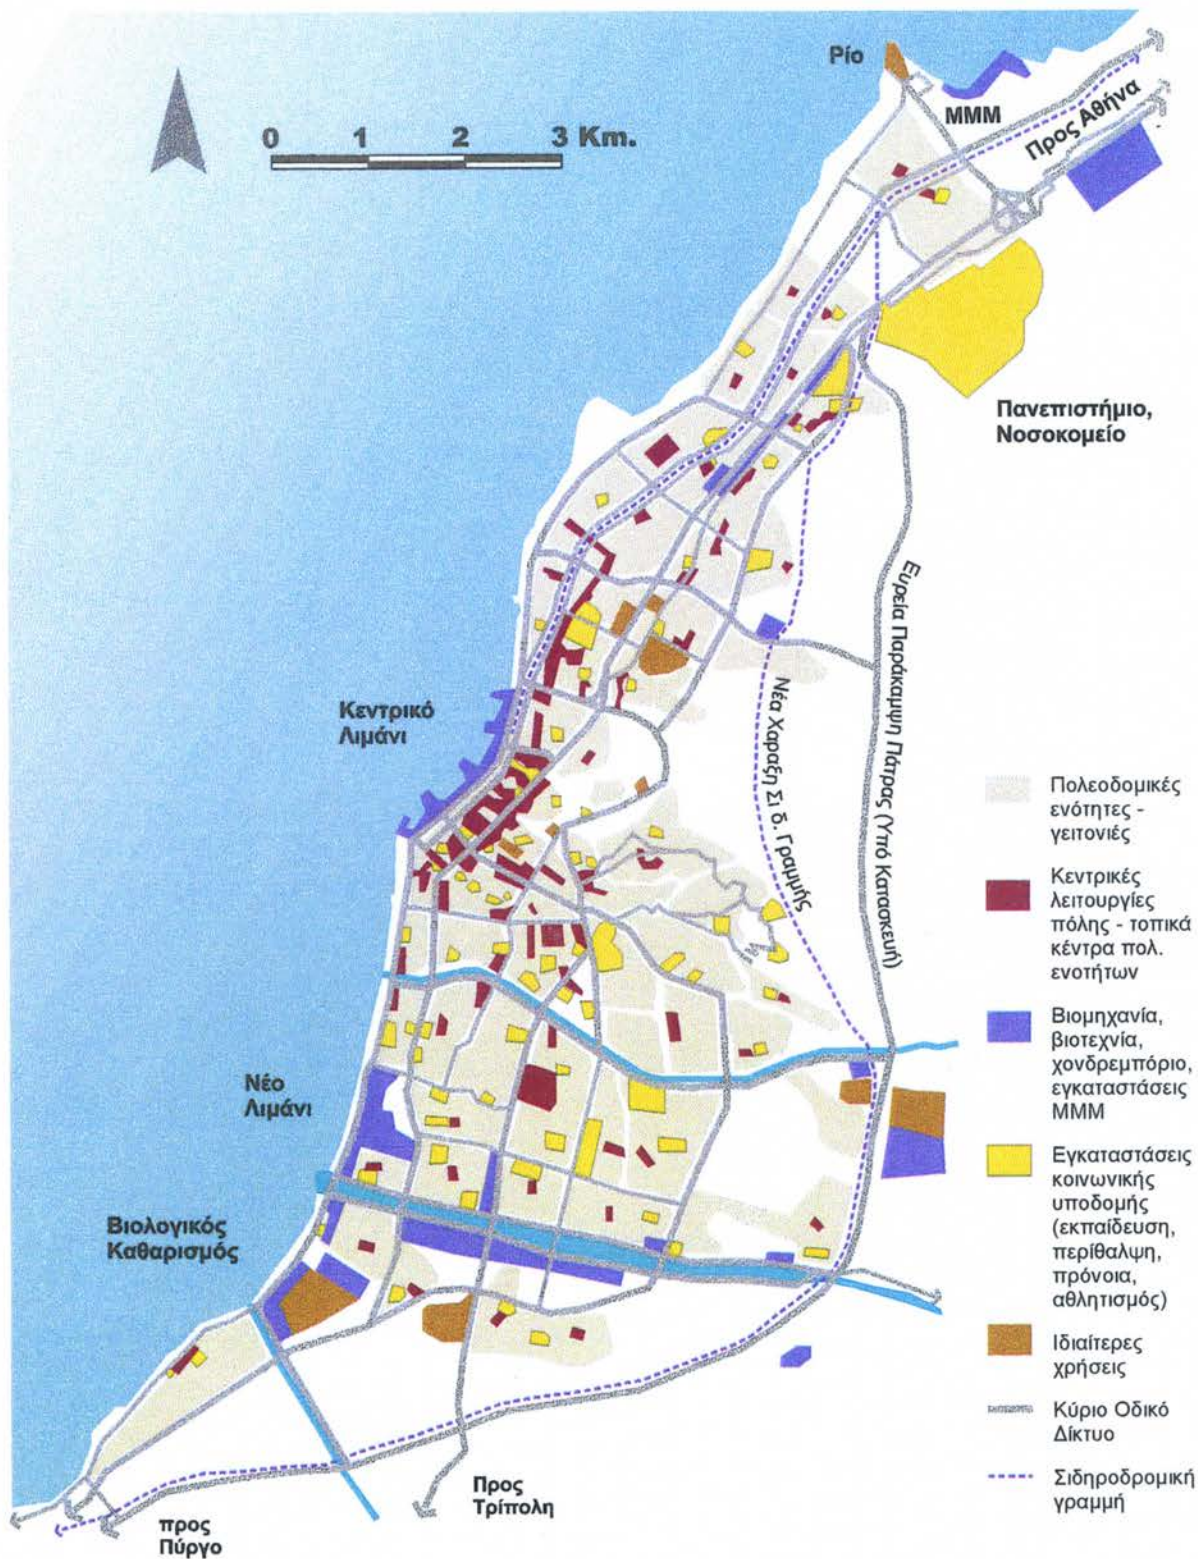 Ρίο
ΜΜΜ
Προς Αθήνα
0 1 2 3 Km.
Πανεπιστήμιο,
Νοσοκομείο
Ευρεία Παράκαμψη Πάτρας (Υπό Κατασκευή)
Νέα Χαραξη Σι δ. Γραμμής
Κεντρικό
Λιμάνι
Νέο
Λιμάνι
Βιολογικός
Καθαρισμός
Προς
Τρίπολη
προς
Πύργο
Πολεοδομικές
ενότητες -
γειτονιές
Κεντρικές
λειτουργίες
πόλης - τοπικά
κέντρα πολ.
ενοτήτων
Βιομηχανία,
βιοτεχνία,
χονδρεμπόριο,
εγκαταστάσεις
ΜΜΜ
Εγκαταστάσεις
κοινωνικής
υποδομής
(εκπαίδευση,
περίθαλψη,
πρόνοια,
αθλητισμός)
Ιδιαίτερες
χρήσεις
Κύριο Οδικό
Δίκτυο
Σιδηροδρομική
γραμμή